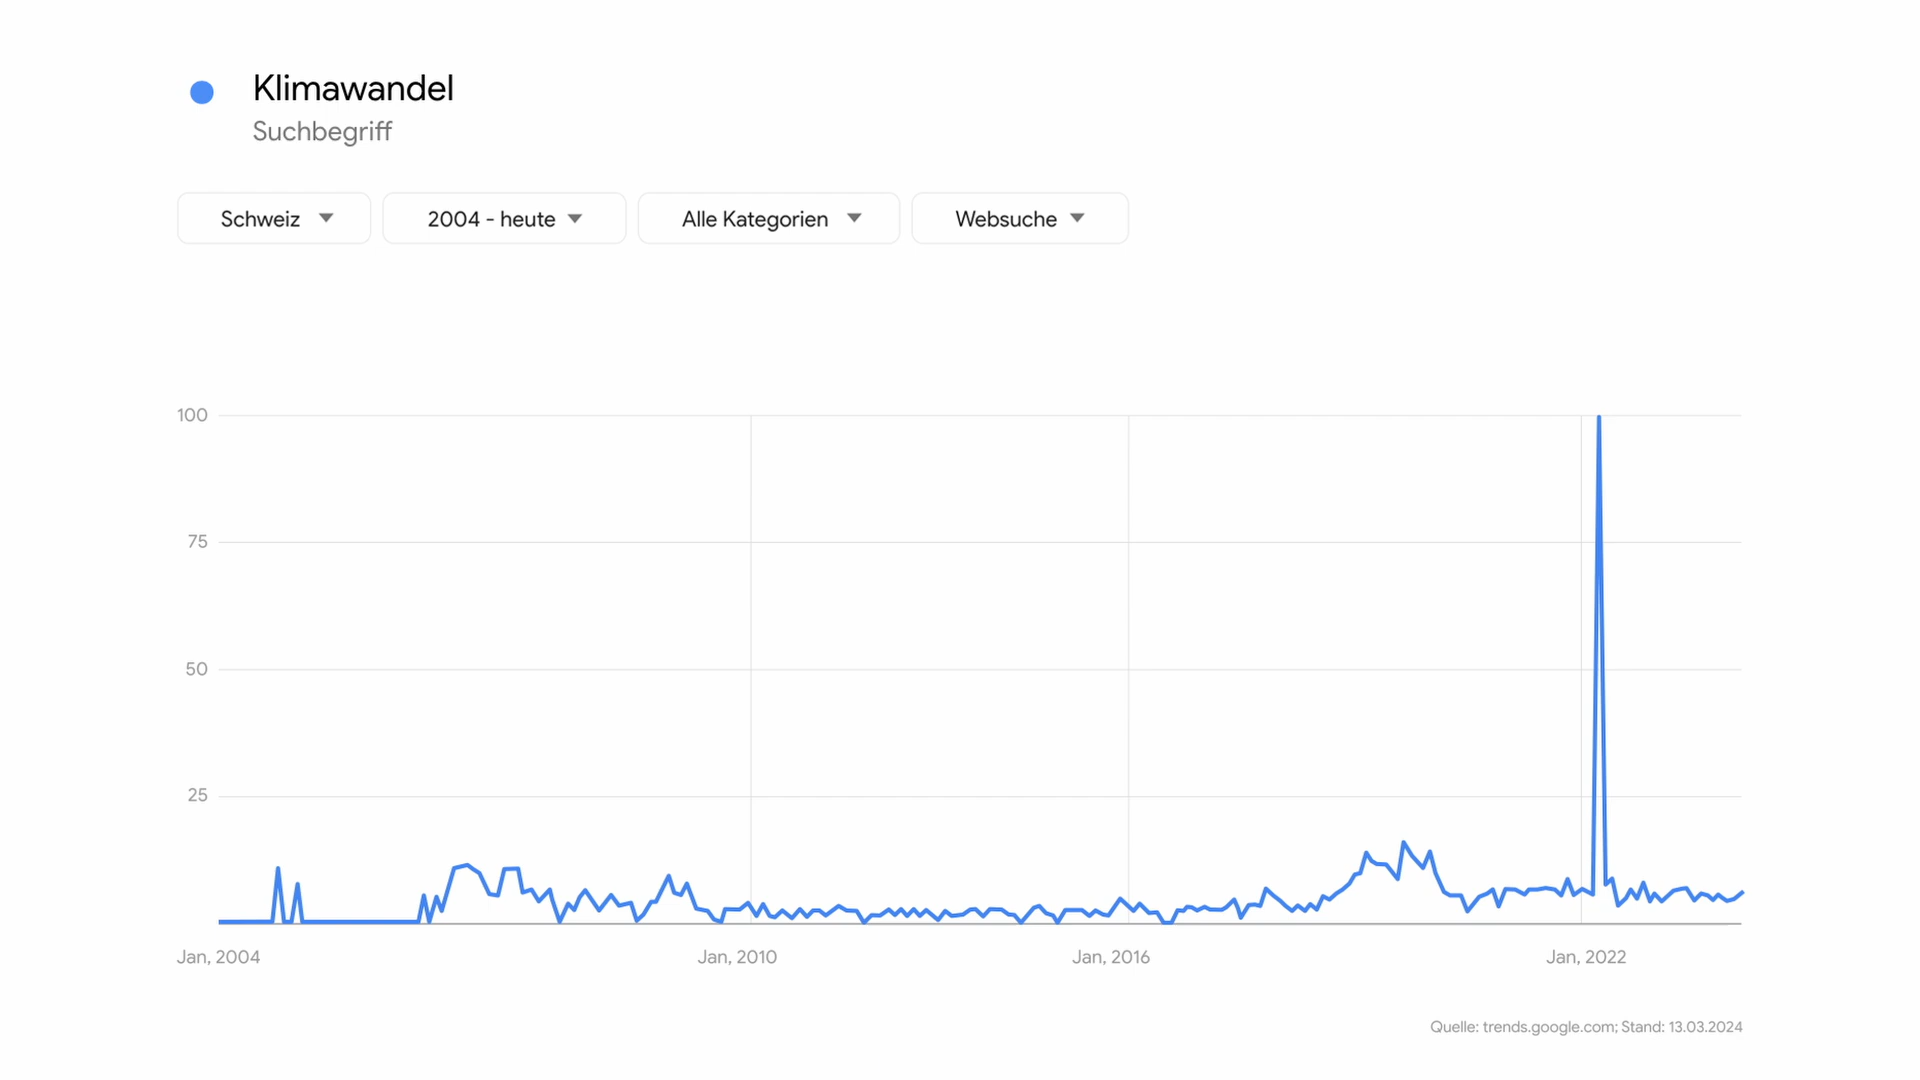 Klimawandel
Suchbegriff
Schweiz
2004 - heute
Alle Kategorien
Websuche
100
75
50
25
Jan, 2004
Jan, 2010
Jan, 2016
Jan, 2022
Quelle: trends.google.com; Stand: 13.03.2024